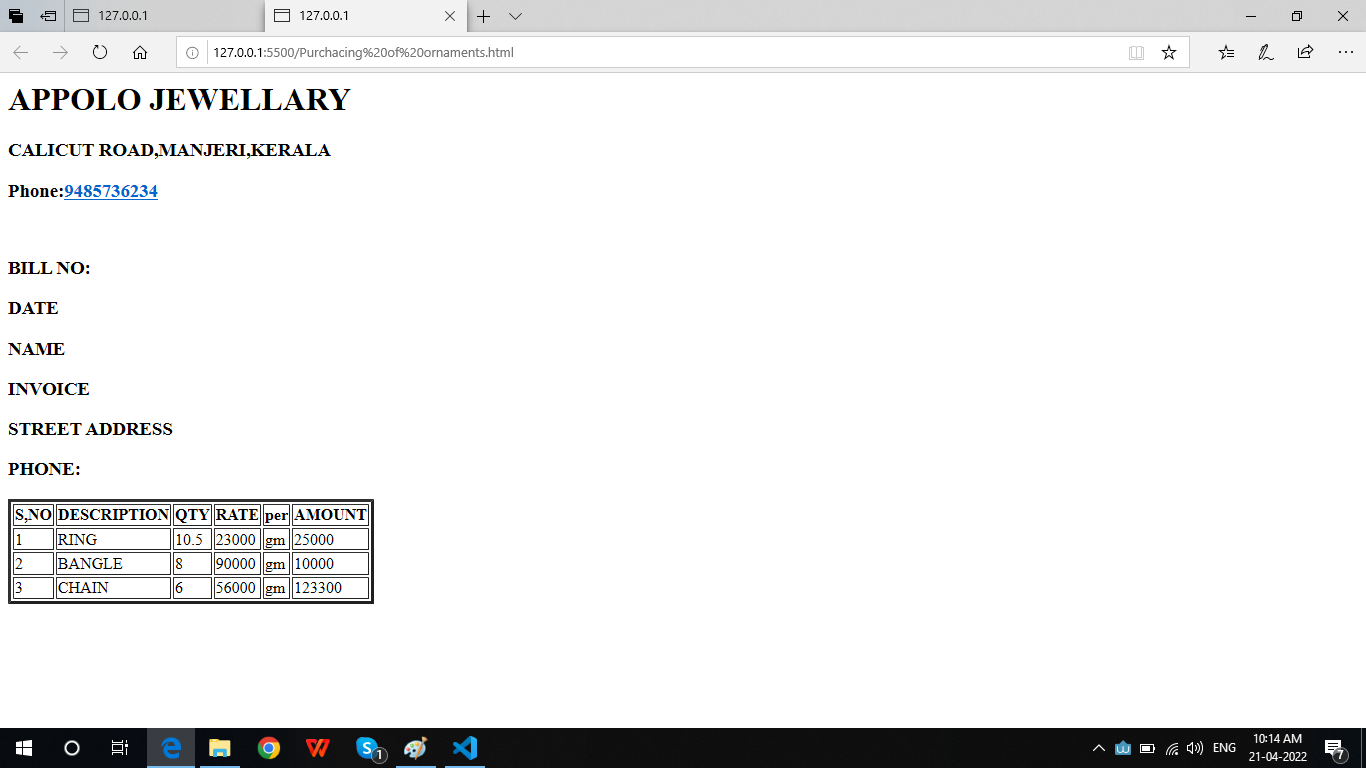 127.0.0.1
127.0.0.1
127.0.0.1:5500/Purchacing%20of%20ornaments.html
APPOLO JEWELLARY
CALICUT ROAD,MANJERI,KERALA
Phone:9485736234
BILL NO:
DATE
NAME
INVOICE
STREET ADDRESS
PHONE:
S,NO DESCRIPTION QTY RATE per AMOUNT
1 RING 10.5 23000 gm 25000
2 BANGLE 8 90000 gm 10000
3 CHAIN 6 56000 gm 123300
1
ENG
10:14 AM
21-04-2022
7